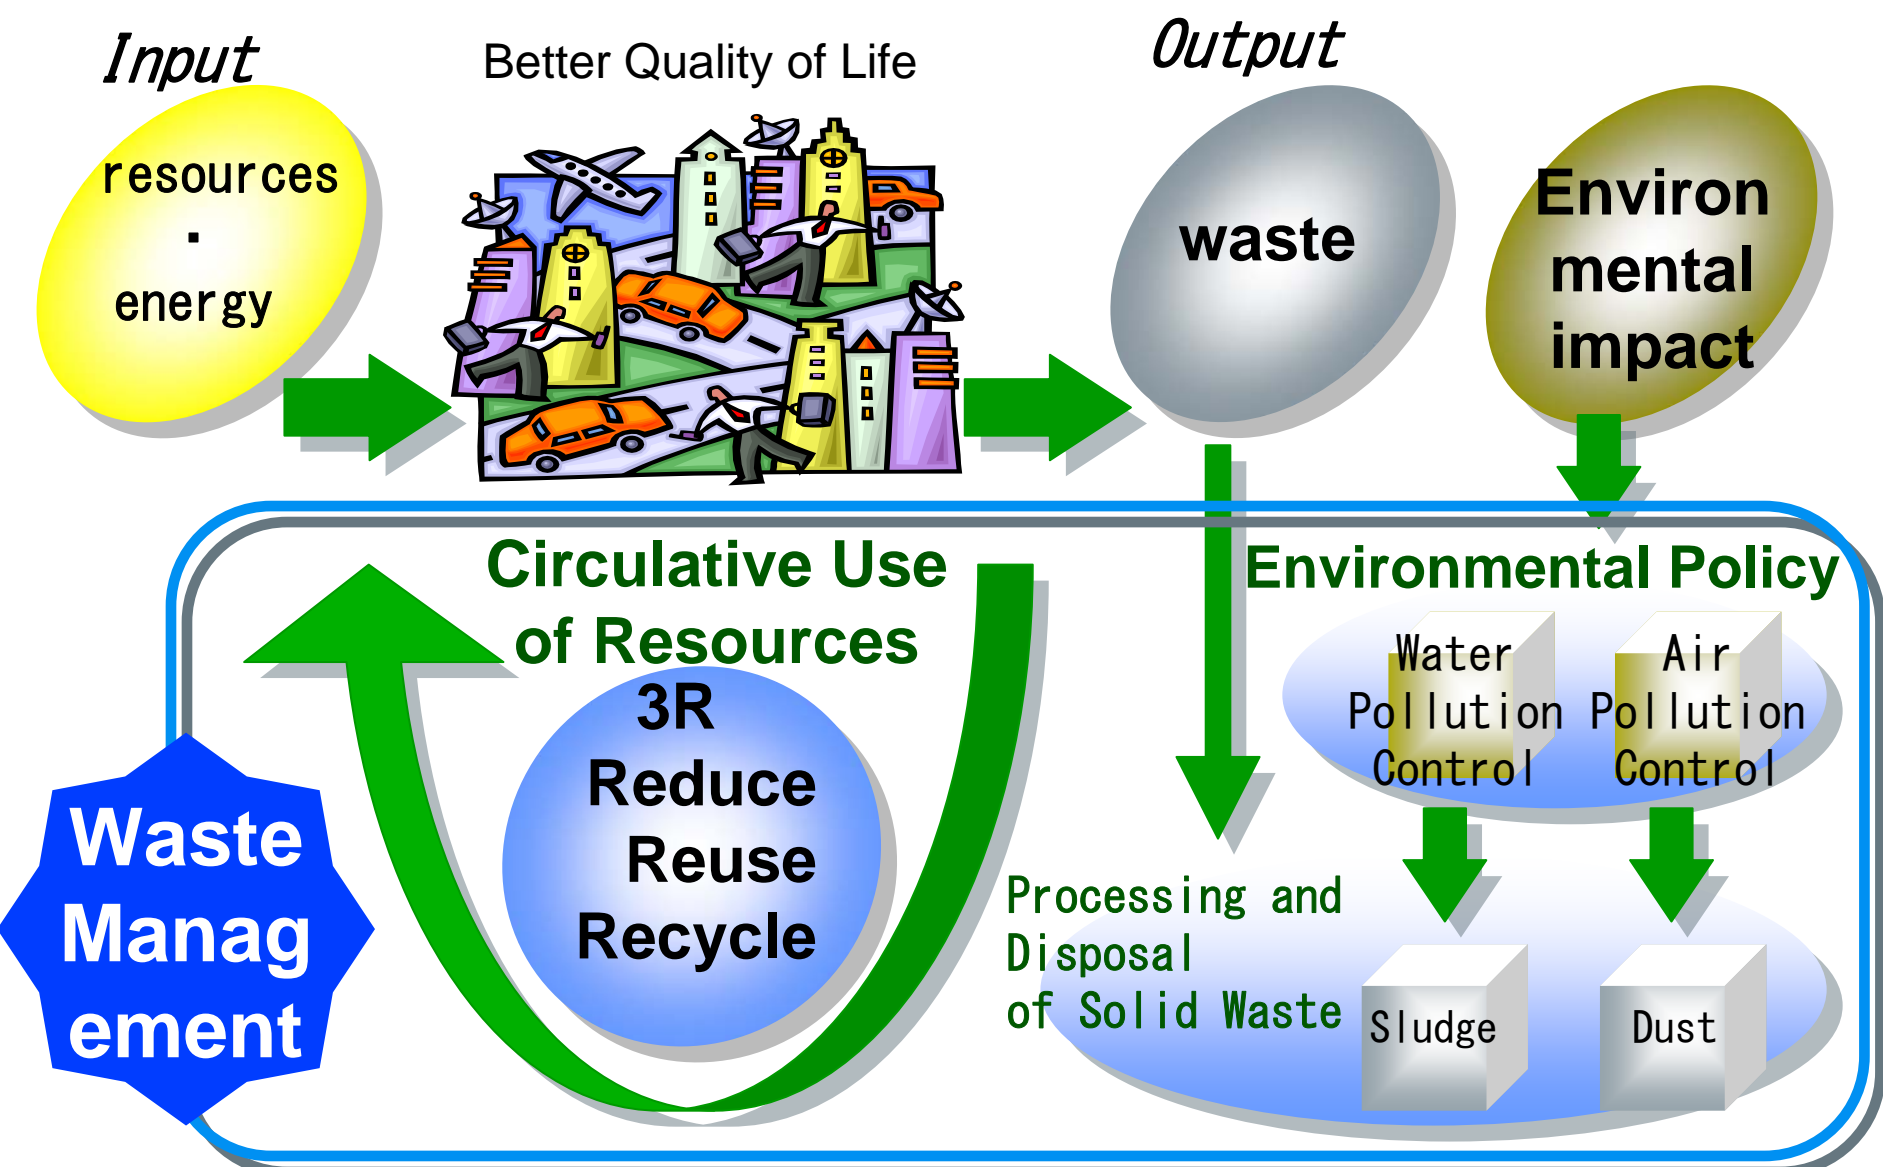 Input
Better Quality of Life
Output
resources
・
energy
waste
Environ
mental
impact
Circulative Use
of Resources
3R
Reduce
Reuse
Recycle
Environmental Policy
Water
Pollution
Control
Air
Pollution
Control
Waste
Manag
ement
Processing and
Disposal
of Solid Waste
Sludge
Dust